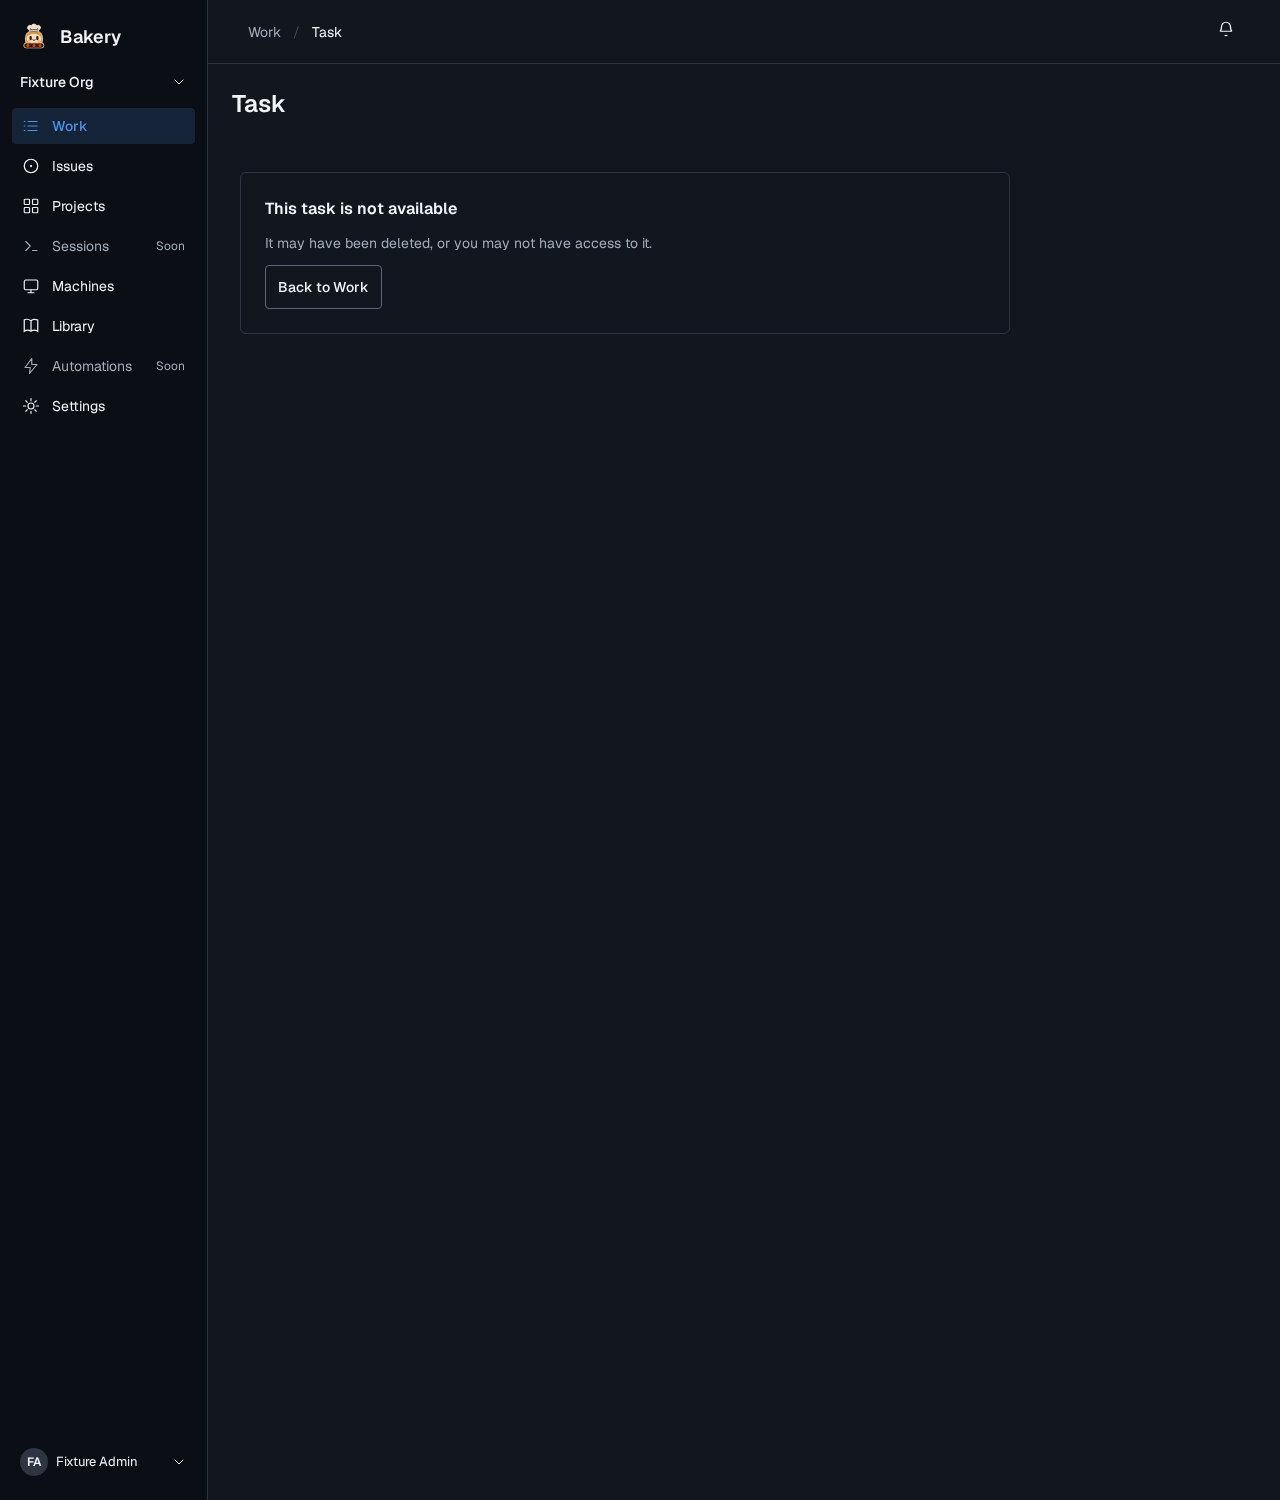 Bakery
Fixture Org
Work
Issues
Projects
Sessions Soon
Machines
Library
Automations Soon
Settings
FA Fixture Admin
Work / Task
Task
This task is not available
It may have been deleted, or you may not have access to it.
Back to Work